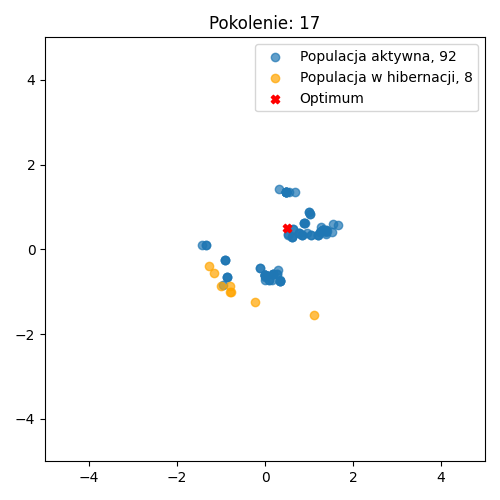 Pokolenie: 17
Populacja aktywna, 92
Populacja w hibernacji, 8
Optimum
4
2
0
−2
−4
−4
−2
0
2
4